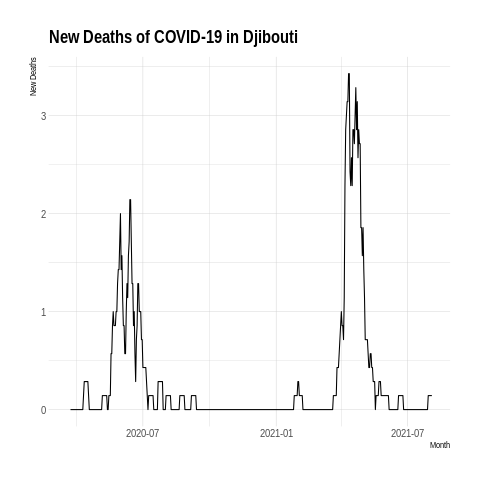 New Deaths of COVID-19 in Djibouti
New Deaths
3
2
1
0
2020-07
2021-01
2021-07
Month